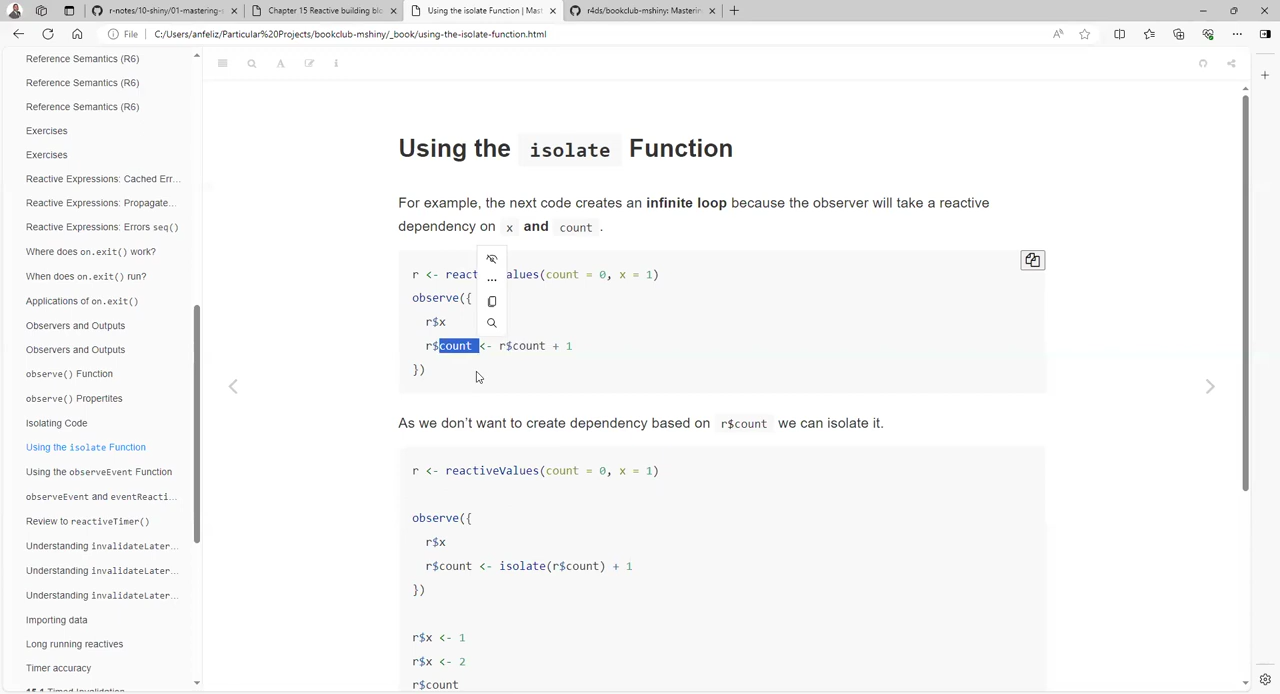 r-notes/10-shiny/01-mastering-s
Chapter 15 Reactive building blo
Using the isolate Function | Mast
r4ds/bookclub-mshiny: Masterin
File
C:/Users/anfeliz/Particular%20Projects/bookclub-mshiny/_book/using-the-isolate-function.html
Reference Semantics (R6)
Reference Semantics (R6)
Reference Semantics (R6)
Exercises
Exercises
Reactive Expressions: Cached Err...
Reactive Expressions: Propagate...
Reactive Expressions: Errors seq()
Where does on.exit() work?
When does on.exit() run?
Applications of on.exit()
Observers and Outputs
Observers and Outputs
observe() Function
observe() Propertites
Isolating Code
Using the isolate Function
Using the observeEvent Function
observeEvent and eventReacti...
Review to reactiveTimer()
Understanding invalidateLater...
Understanding invalidateLater...
Understanding invalidateLater...
Importing data
Long running reactives
Timer accuracy
15.1 Timed Invalidation
Using the isolate Function
For example, the next code creates an infinite loop because the observer will take a reactive
dependency on x and count .
r <- react alues(count = 0, x = 1)
observe({
r$x
r$count <- r$count + 1
})
As we don't want to create dependency based on r$count we can isolate it.
r <- reactiveValues(count = 0, x = 1)
observe({
r$x
r$count <- isolate(r$count) + 1
})
r$x <- 1
r$x <- 2
r$count